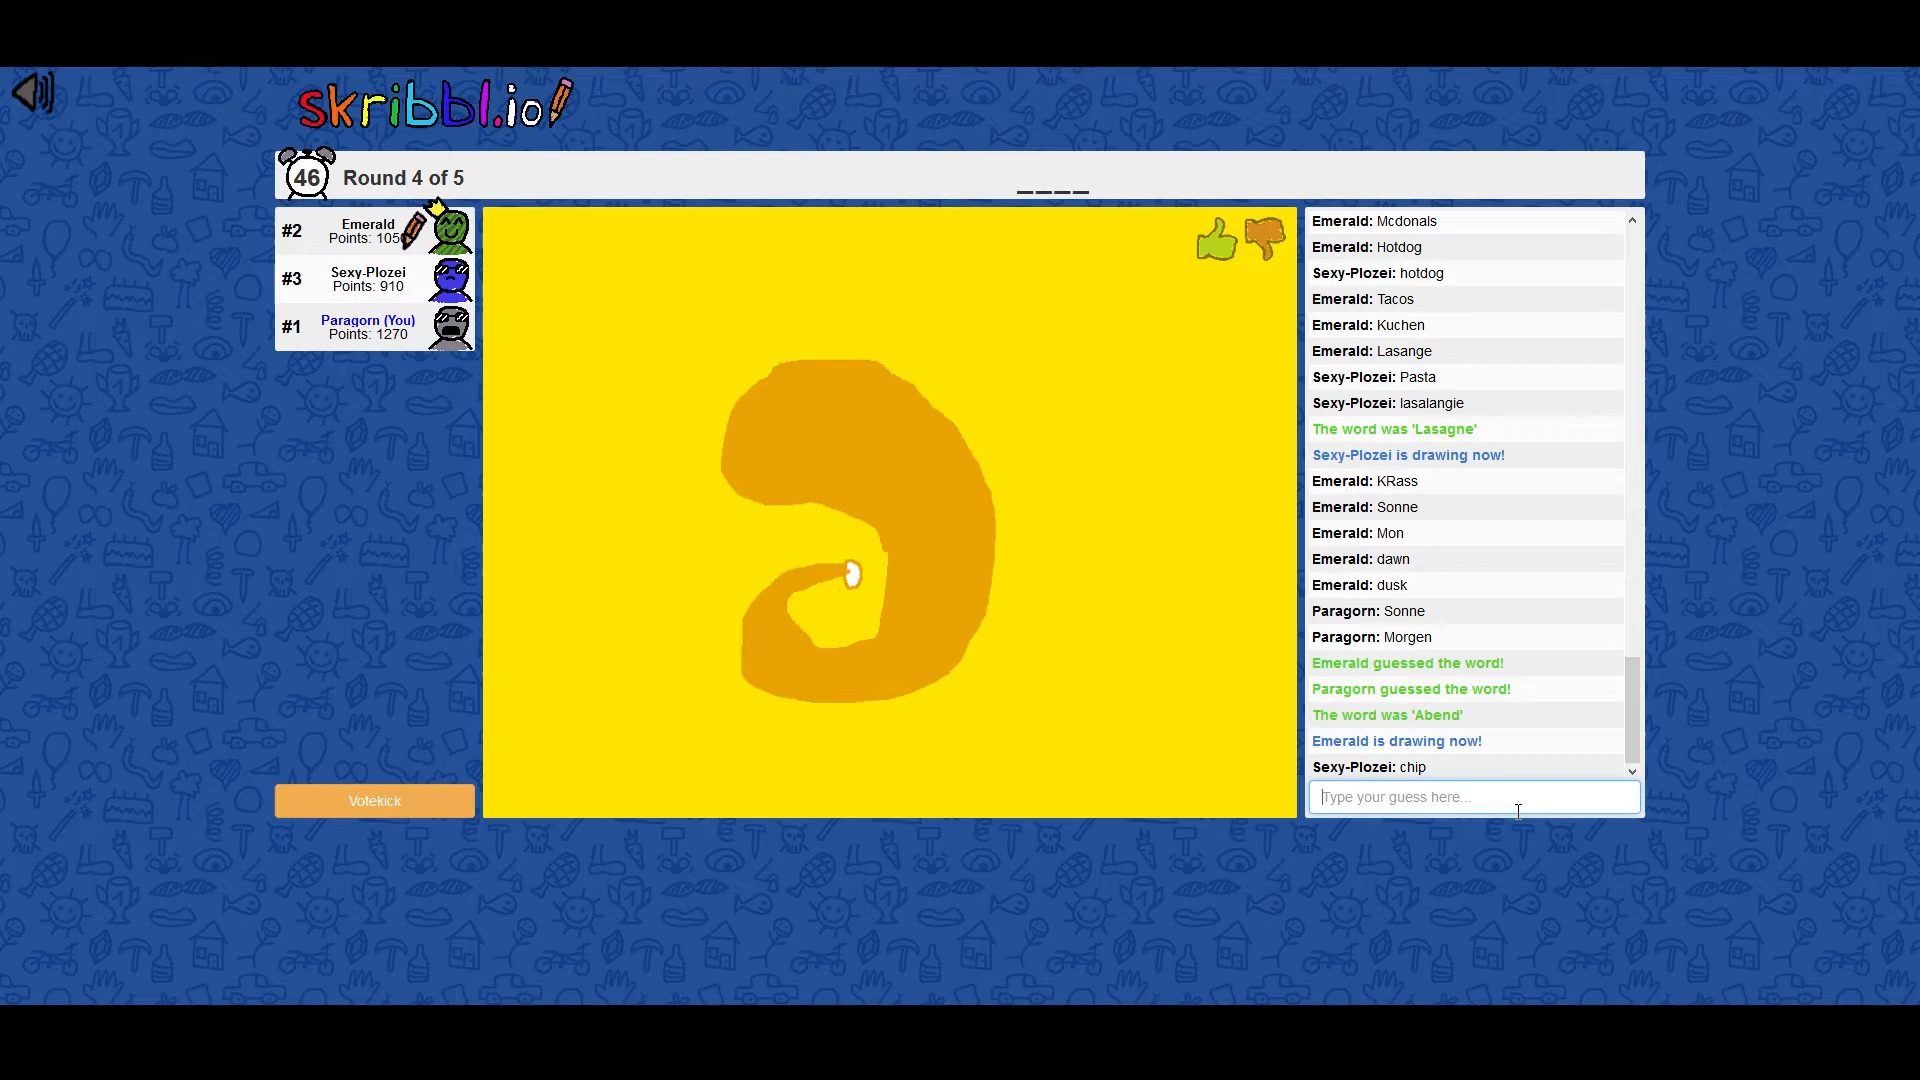 skribbl.io
46
Round 4 of 5
____
#2
Emerald
Points: 1050
#3
Sexy-Plozei
Points: 910
#1
Paragorn (You)
Points: 1270
Votekick
Emerald: Mcdonals
Emerald: Hotdog
Sexy-Plozei: hotdog
Emerald: Tacos
Emerald: Kuchen
Emerald: Lasange
Sexy-Plozei: Pasta
Sexy-Plozei: lasalangie
The word was 'Lasagne'
Sexy-Plozei is drawing now!
Emerald: KRass
Emerald: Sonne
Emerald: Mon
Emerald: dawn
Emerald: dusk
Paragorn: Sonne
Paragorn: Morgen
Emerald guessed the word!
Paragorn guessed the word!
The word was 'Abend'
Emerald is drawing now!
Sexy-Plozei: chip
Type your guess here...